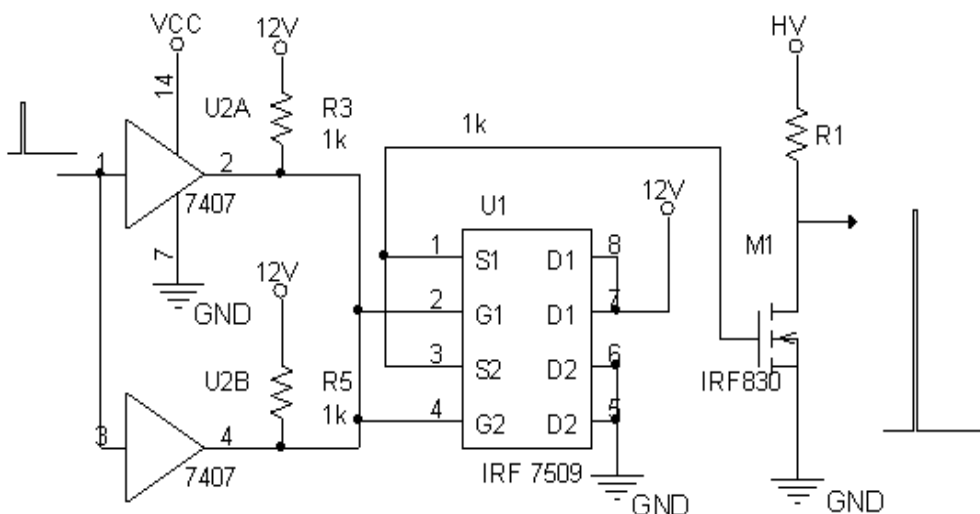 VCC
12V
14
U2A
R3
1k
1
2
7407
7
GND
12V
U2B
R5
1k
3
4
7407
1k
U1
12V
1
S1
D1
8
2
G1
D1
7
3
S2
D2
6
4
G2
D2
5
IRF 7509
GND
HV
R1
M1
IRF830
GND